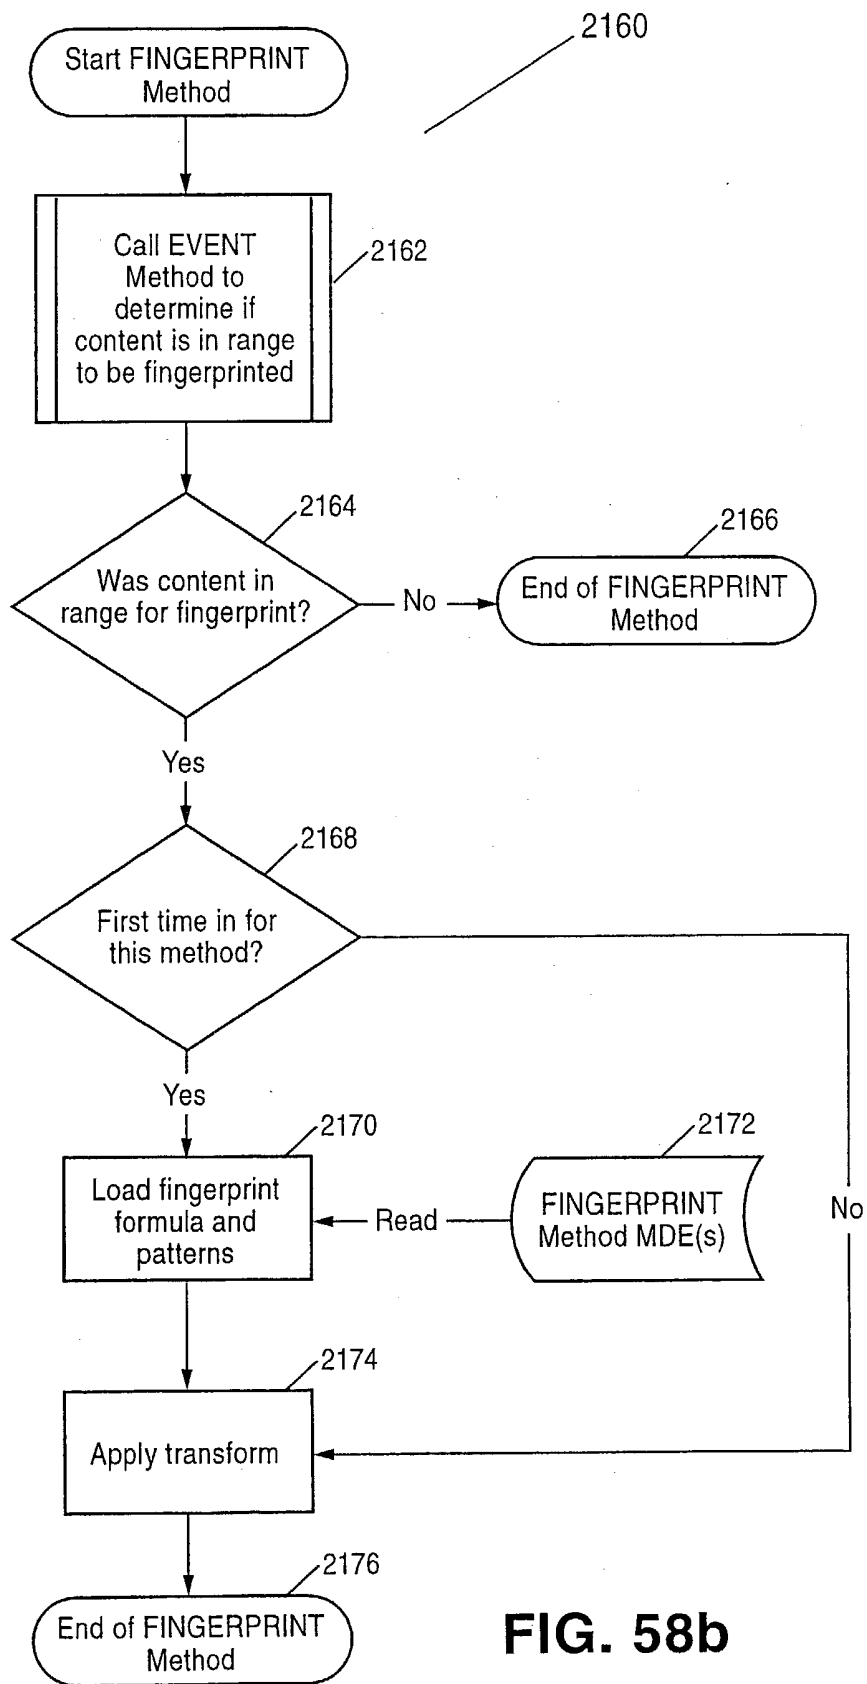 2160
Start FINGERPRINT
Method
Call EVENT
Method to
determine if
content is in range
to be fingerprinted
2162
2164
Was content in
range for fingerprint?
No
2166
End of FINGERPRINT
Method
Yes
2168
First time in for
this method?
Yes
2170
Load fingerprint
formula and
patterns
Read
2172
FINGERPRINT
Method MDE(s)
No
2174
Apply transform
2176
End of FINGERPRINT
Method
FIG. 58b